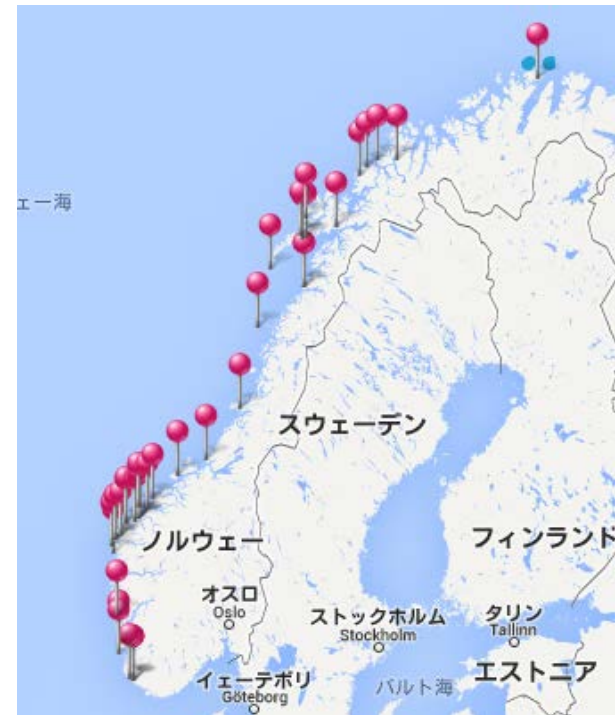 ェー海
スウェーデン
ノルウェー
フィンランド
オスロ
Oslo
ストックホルム
Stockholm
タリン
Tallinn
イェーテボリ
Göteborg
バルト海
エストニア